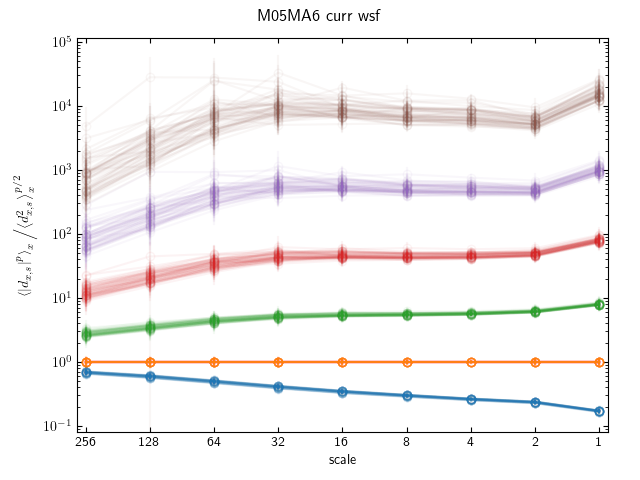 M05MA6 curr wsf
⟨|d_{x,s}|^p⟩_x / ⟨d^2_{x,s}⟩_x^{p/2}
10^5
10^4
10^3
10^2
10^1
10^0
10^{-1}
256 128 64 32 16 8 4 2 1
scale